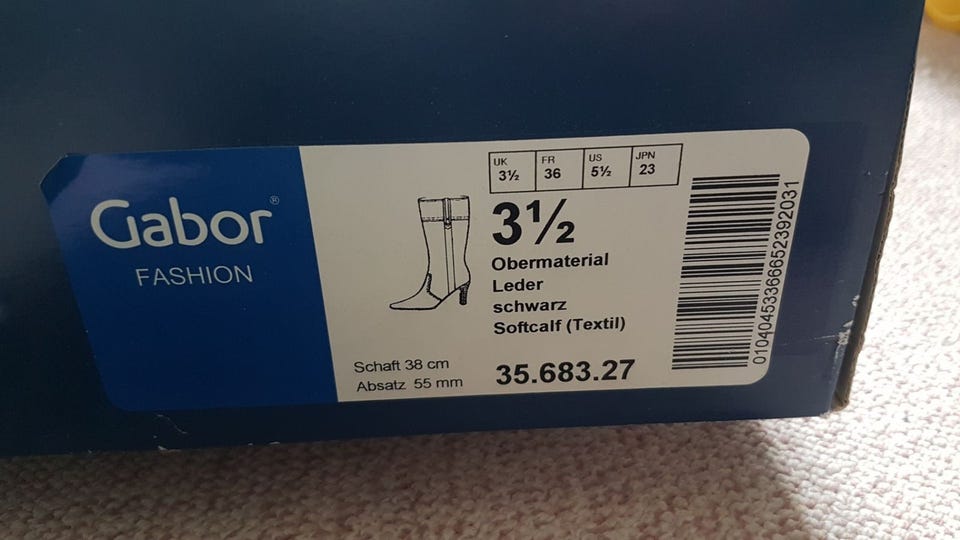 Gabor®
FASHION
UK 3½ FR 36 US 5½ JPN 23
3½
Obermaterial
Leder
schwarz
Softcalf (Textil)
Schaft 38 cm
Absatz 55 mm
35.683.27
01040453366652392031